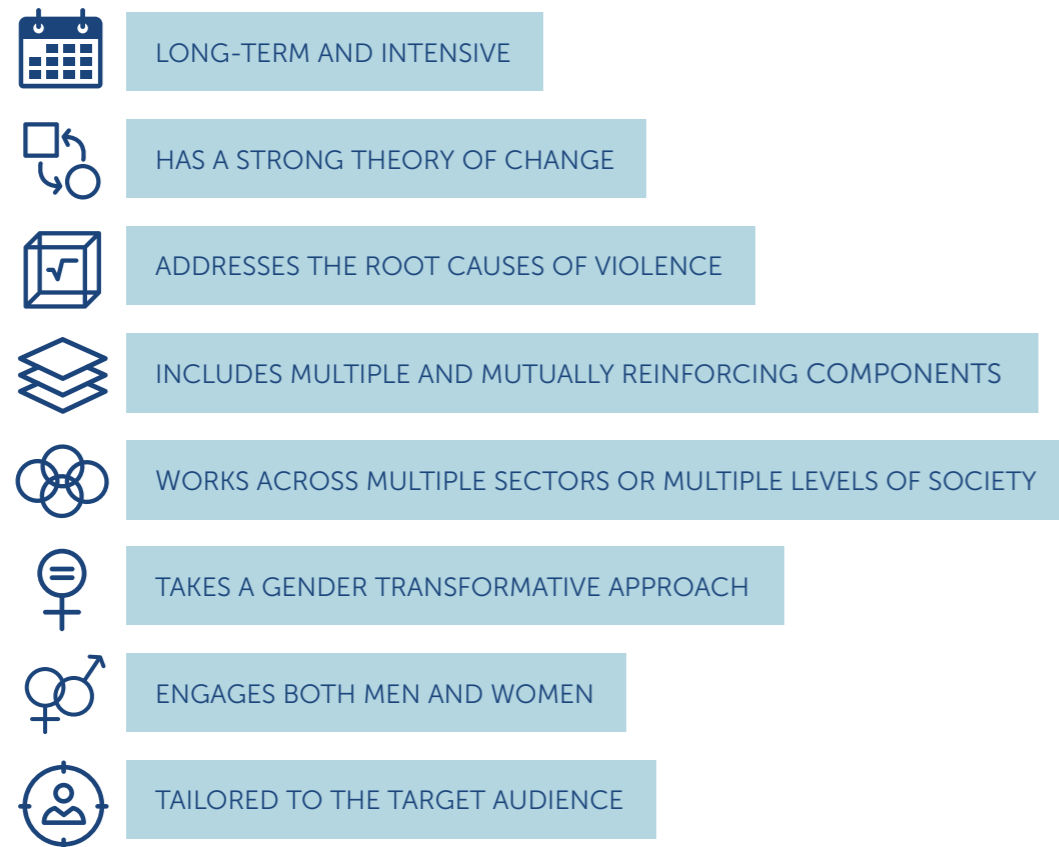 LONG-TERM AND INTENSIVE
HAS A STRONG THEORY OF CHANGE
ADDRESSES THE ROOT CAUSES OF VIOLENCE
INCLUDES MULTIPLE AND MUTUALLY REINFORCING COMPONENTS
WORKS ACROSS MULTIPLE SECTORS OR MULTIPLE LEVELS OF SOCIETY
TAKES A GENDER TRANSFORMATIVE APPROACH
ENGAGES BOTH MEN AND WOMEN
TAILORED TO THE TARGET AUDIENCE